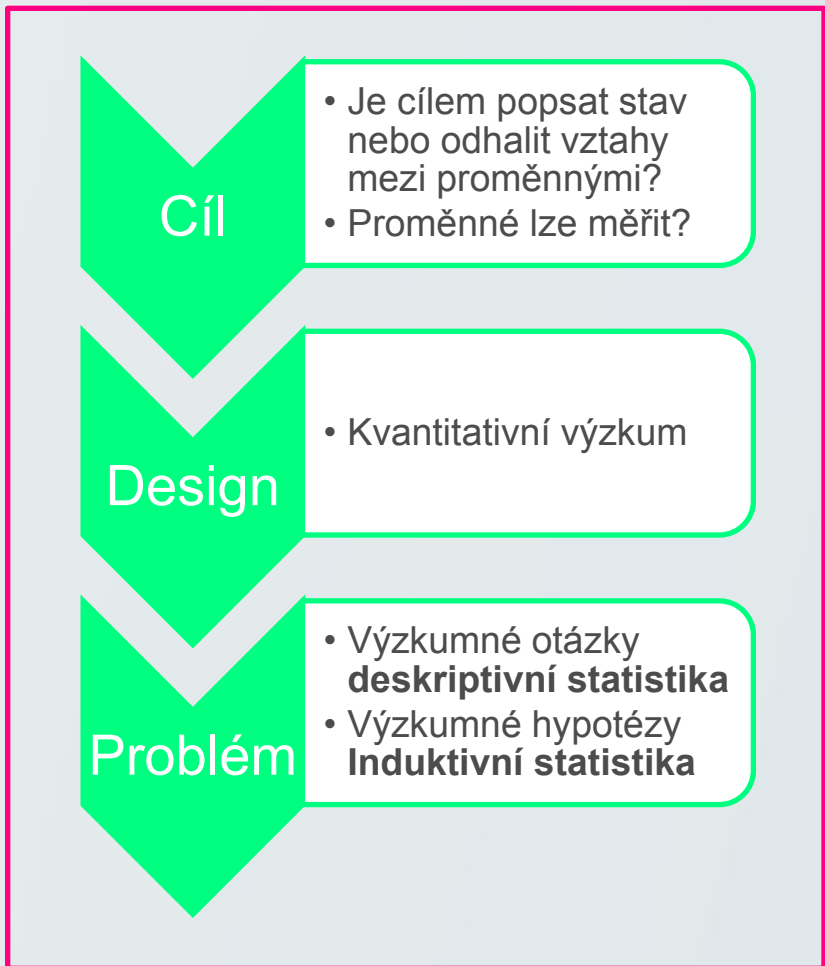 Cíl
• Je cílem popsat stav
nebo odhalit vztahy
mezi proměnnými?
• Proměnné lze měřit?
Design
• Kvantitativní výzkum
Problém
• Výzkumné otázky
deskriptivní statistika
• Výzkumné hypotézy
Induktivní statistika